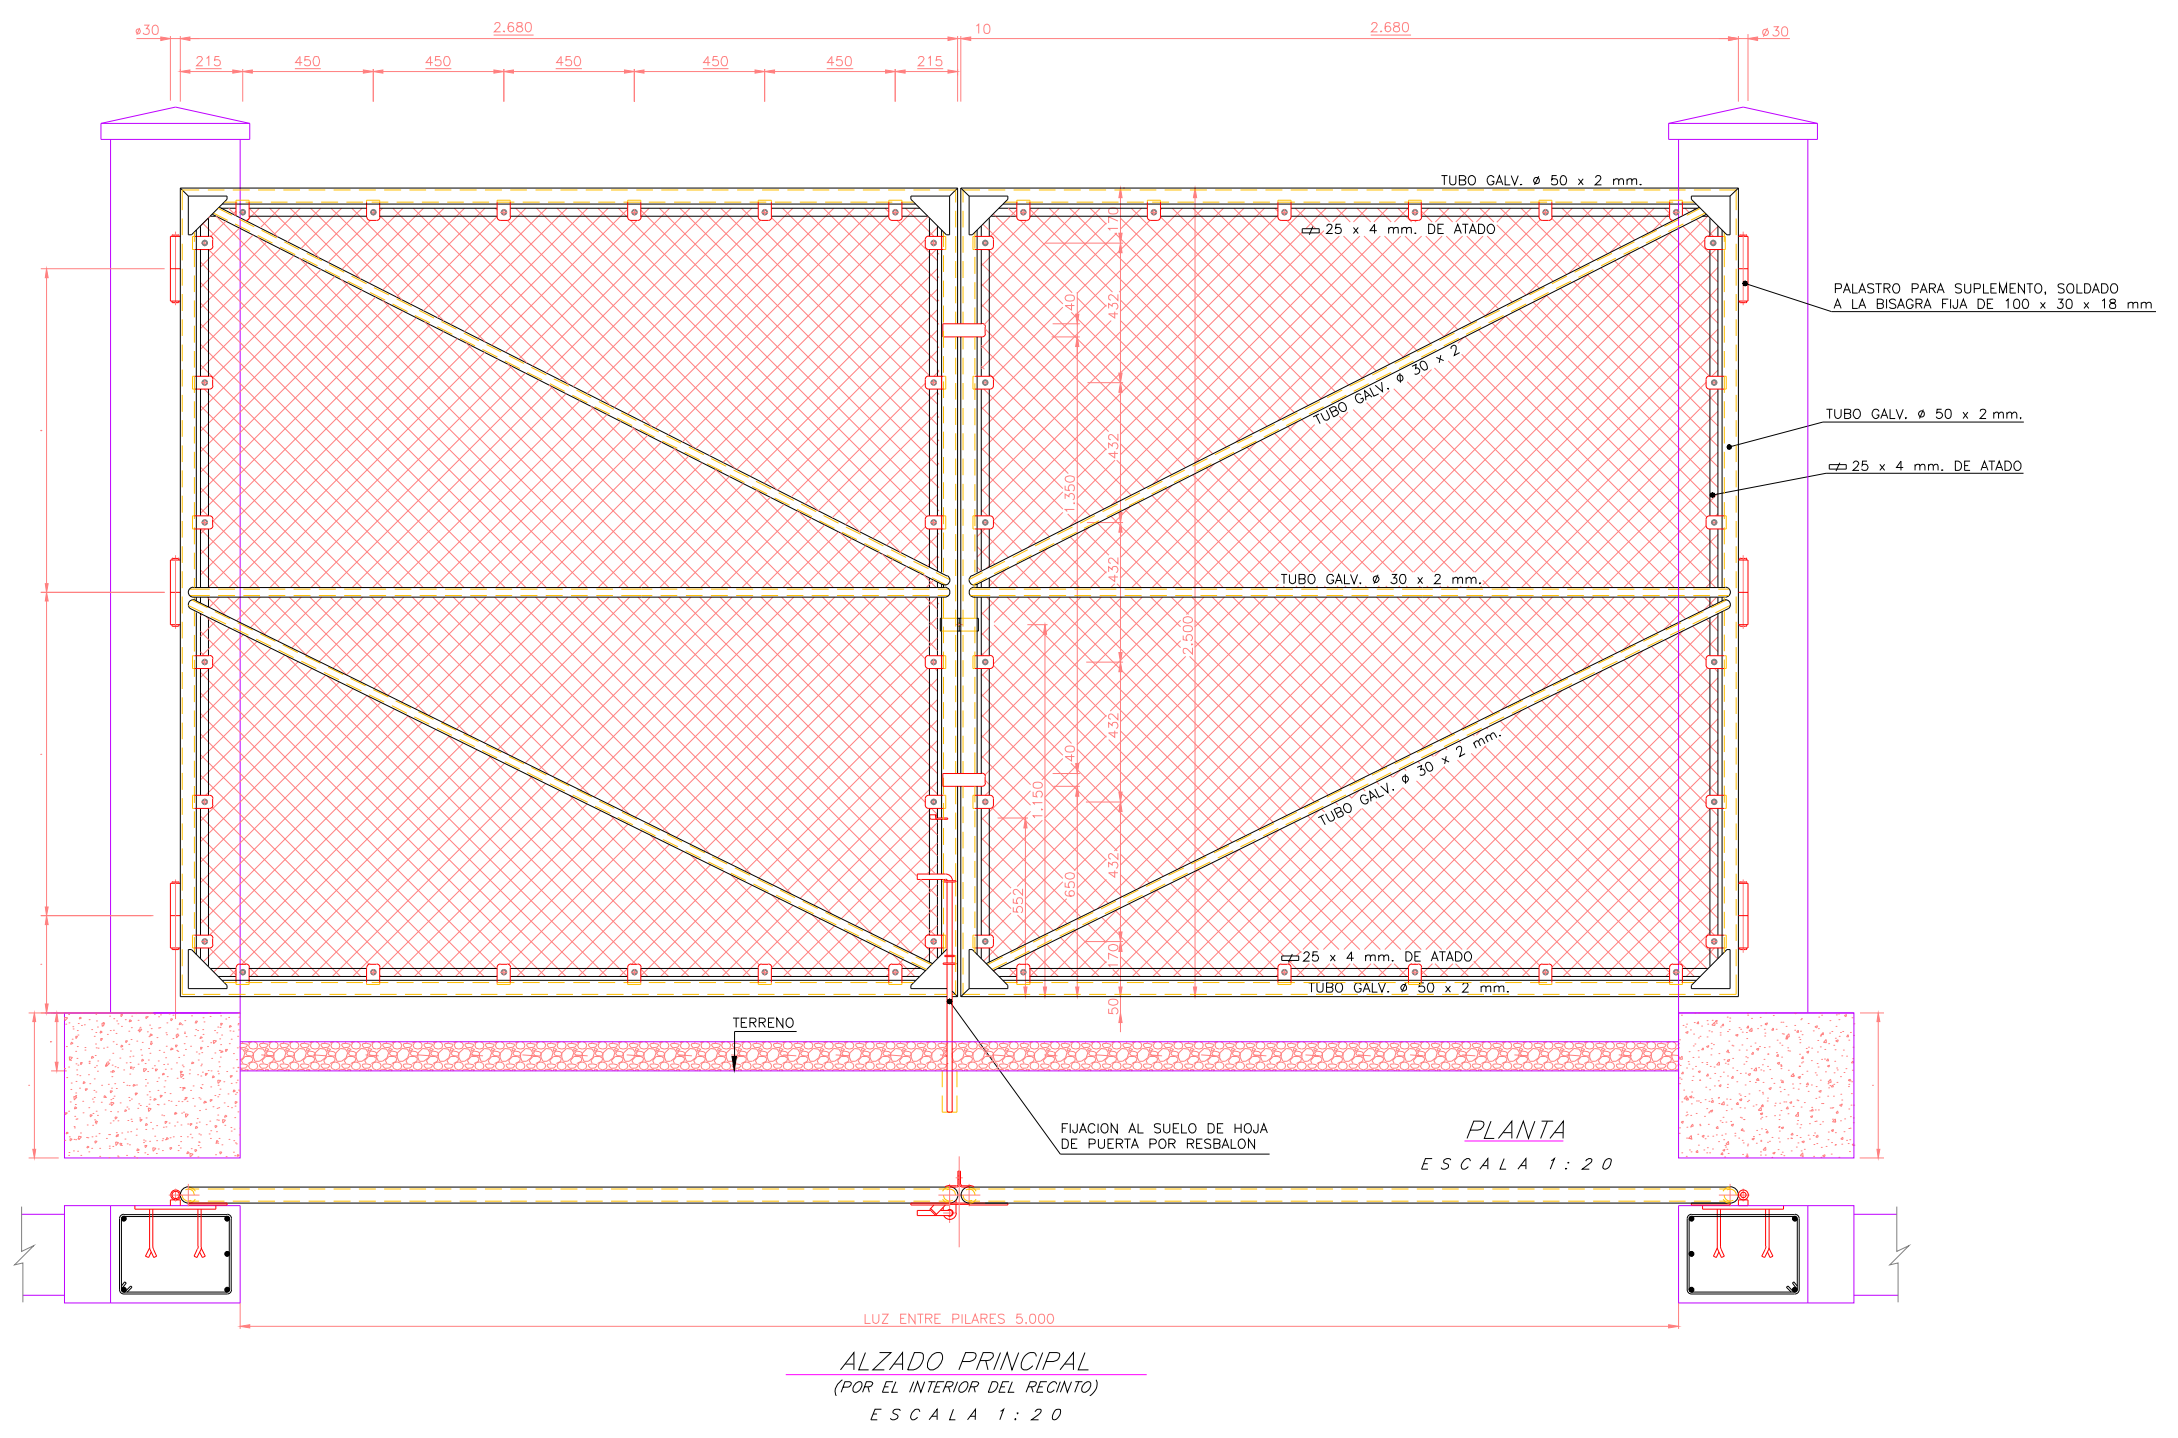 ø30
2.680
10
2.680
ø30
215
450
450
450
450
450
215
TUBO GALV. ø 50 x 2 mm.
25 x 4 mm. DE ATADO
170
40
432
PALASTRO PARA SUPLEMENTO, SOLDADO
A LA BISAGRA FIJA DE 100 x 30 x 18 mm
TUBO GALV. ø 30 x 2
TUBO GALV. ø 50 x 2 mm.
432
25 x 4 mm. DE ATADO
1.350
432
TUBO GALV. ø 30 x 2 mm.
2.500
432
40
1.150
TUBO GALV. ø 30 x 2 mm.
432
650
552
170
25 x 4 mm. DE ATADO
TUBO GALV. ø 50 x 2 mm.
50
TERRENO
FIJACION AL SUELO DE HOJA
DE PUERTA POR RESBALON
PLANTA
ESCALA 1:20
LUZ ENTRE PILARES 5.000
ALZADO PRINCIPAL
(POR EL INTERIOR DEL RECINTO)
ESCALA 1:20